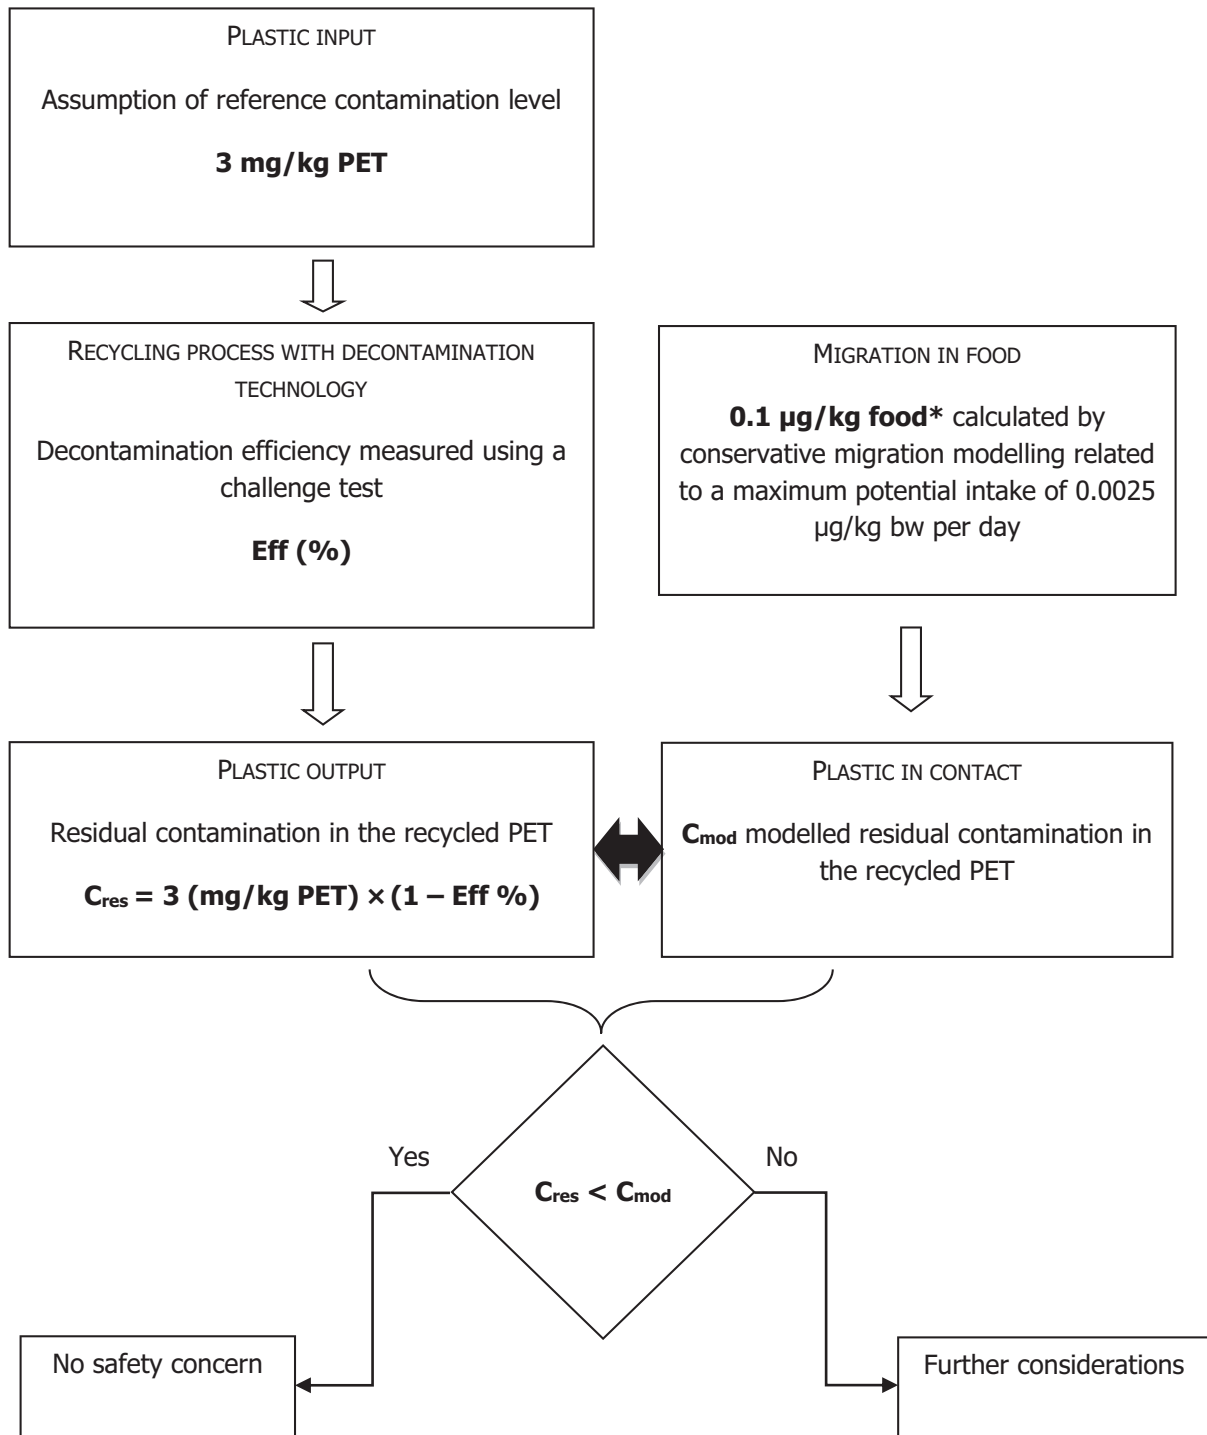 PLASTIC INPUT
Assumption of reference contamination level
3 mg/kg PET
RECYCLING PROCESS WITH DECONTAMINATION
TECHNOLOGY
Decontamination efficiency measured using a
challenge test
Eff (%)
MIGRATION IN FOOD
0.1 µg/kg food* calculated by
conservative migration modelling related
to a maximum potential intake of 0.0025
µg/kg bw per day
PLASTIC OUTPUT
Residual contamination in the recycled PET
Cres = 3 (mg/kg PET) × (1 – Eff %)
PLASTIC IN CONTACT
Cmod modelled residual contamination in
the recycled PET
Yes
No
Cres < Cmod
No safety concern
Further considerations